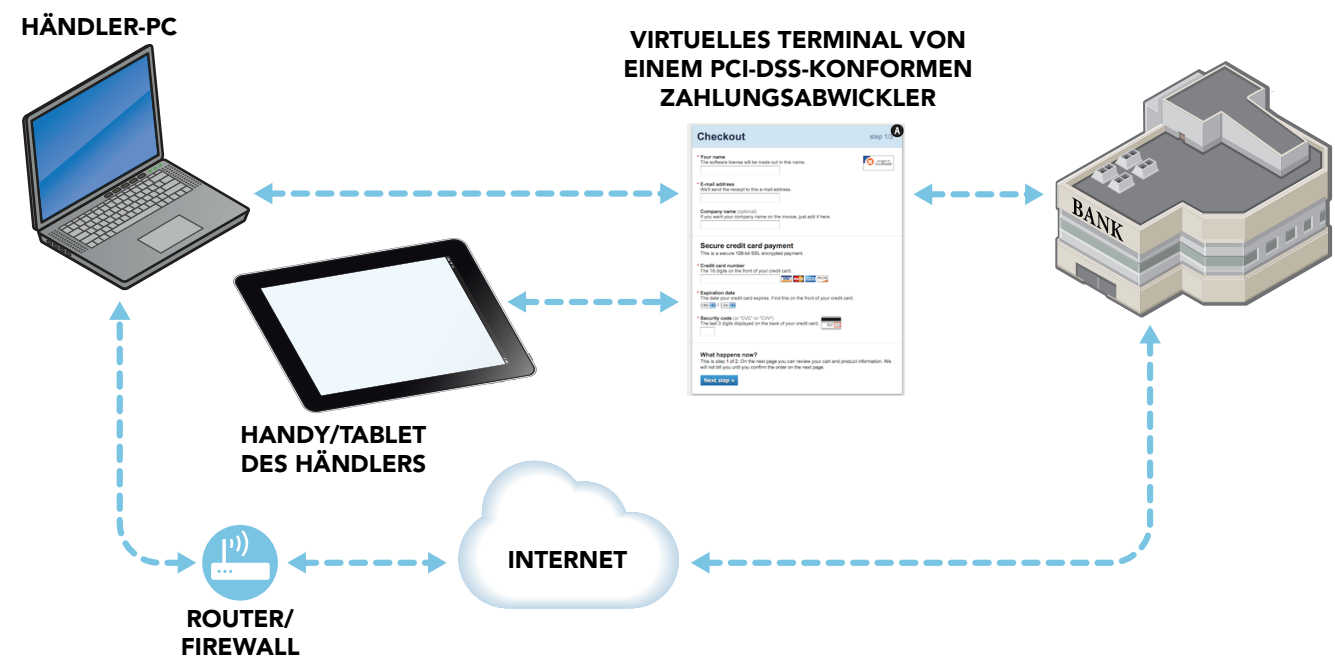 HÄNDLER-PC
VIRTUELLES TERMINAL VON
EINEM PCI-DSS-KONFORMEN
ZAHLUNGSABWICKLER
A
Checkout
step 1/2
* Your name
The software license will be made out in this name.
* E-mail address
We'll send the receipt to this e-mail address.
Company name (optional)
If you want your company name on the invoice, just add it here.
Secure credit card payment
This is a secure 128-bit SSL encrypted payment.
* Credit card number
The 16 digits on the front of your credit card.
* Expiration date
The date your credit card expires. Find this on the front of your credit card.
* Security code (or "CVC" or "CVV")
The last 3 digits displayed on the back of your credit card.
What happens now?
This is step 1 of 2. On the next page you can review your cart and product information. We
will not bill you until you confirm the order on the next page.
Next step »
BANK
HANDY/TABLET
DES HÄNDLERS
INTERNET
ROUTER/
FIREWALL